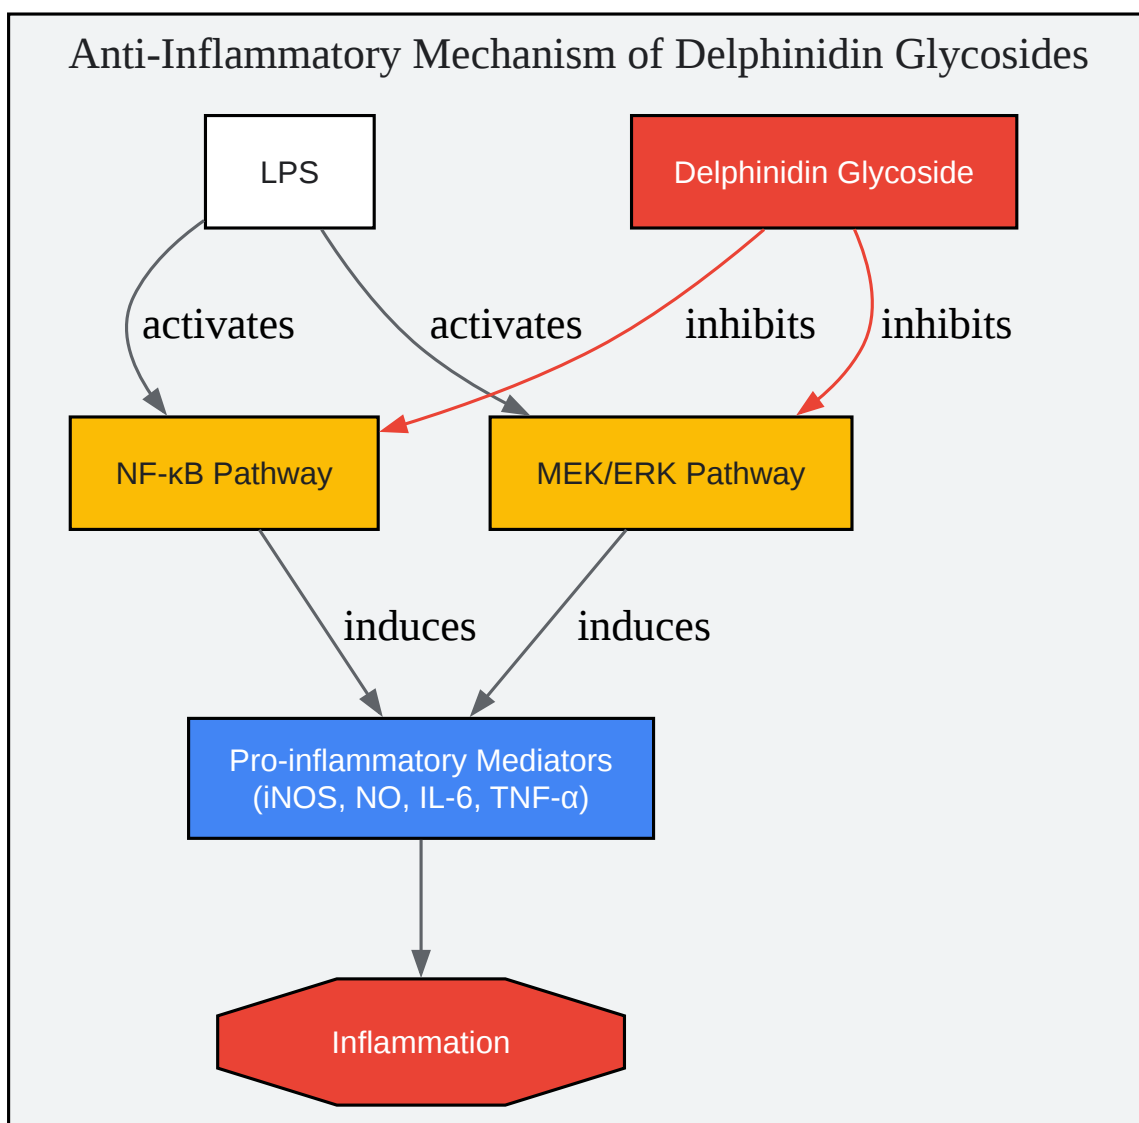 Anti-Inflammatory Mechanism of Delphinidin Glycosides
LPS
Delphinidin Glycoside
activates
activates
inhibits
inhibits
NF-κB Pathway
MEK/ERK Pathway
induces
induces
Pro-inflammatory Mediators
(iNOS, NO, IL-6, TNF-α)
Inflammation